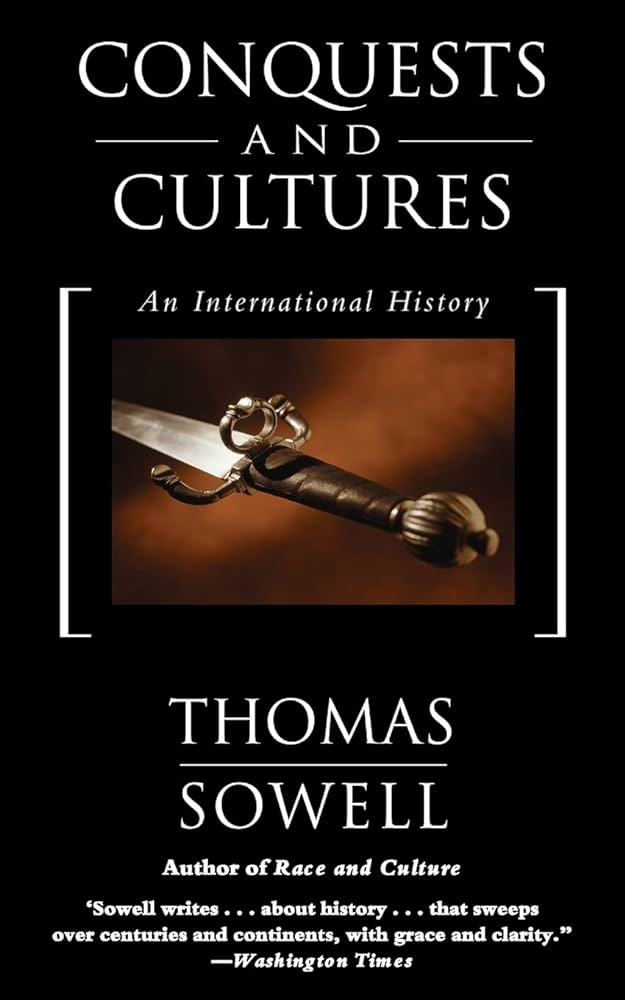 CONQUESTS
AND
CULTURES
An International History
THOMAS
SOWELL
Author of Race and Culture
‘Sowell writes . . . about history . . . that sweeps
over centuries and continents, with grace and clarity.”
—Washington Times